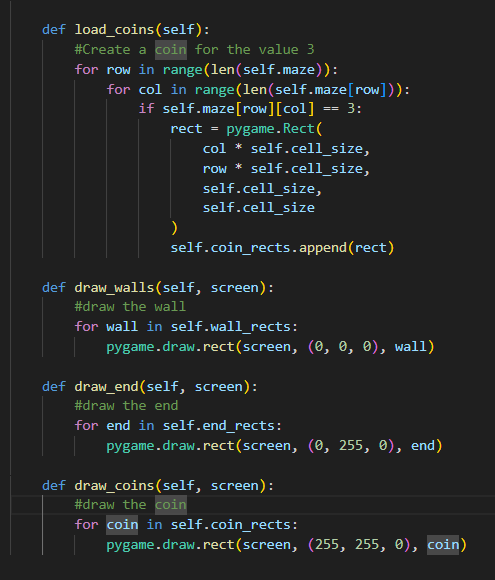 def load_coins(self):
    #Create a coin for the value 3
    for row in range(len(self.maze)):
        for col in range(len(self.maze[row])):
            if self.maze[row][col] == 3:
                rect = pygame.Rect(
                    col * self.cell_size,
                    row * self.cell_size,
                    self.cell_size,
                    self.cell_size
                )
                self.coin_rects.append(rect)

def draw_walls(self, screen):
    #draw the wall
    for wall in self.wall_rects:
        pygame.draw.rect(screen, (0, 0, 0), wall)

def draw_end(self, screen):
    #draw the end
    for end in self.end_rects:
        pygame.draw.rect(screen, (0, 255, 0), end)

def draw_coins(self, screen):
    #draw the coin
    for coin in self.coin_rects:
        pygame.draw.rect(screen, (255, 255, 0), coin)